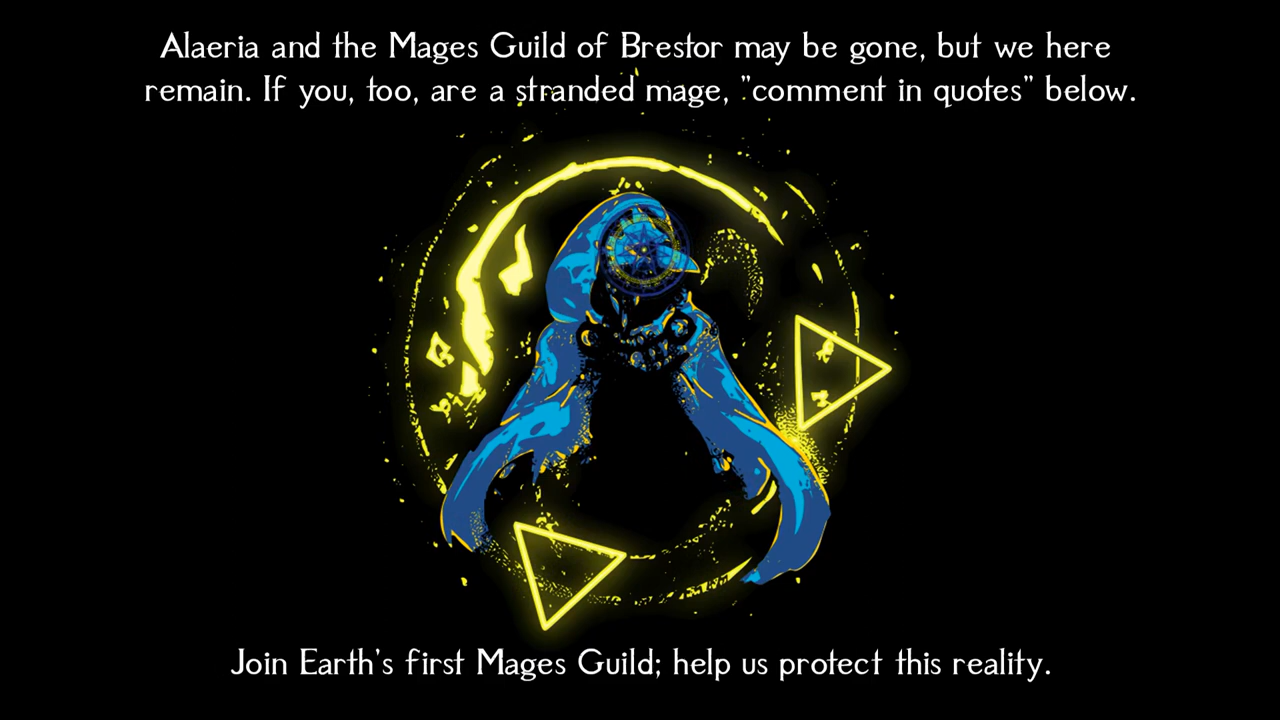 Alaeria and the Mages Guild of Brestor may be gone, but we here
remain. If you, too, are a stranded mage, "comment in quotes" below.
Join Earth's first Mages Guild; help us protect this reality.